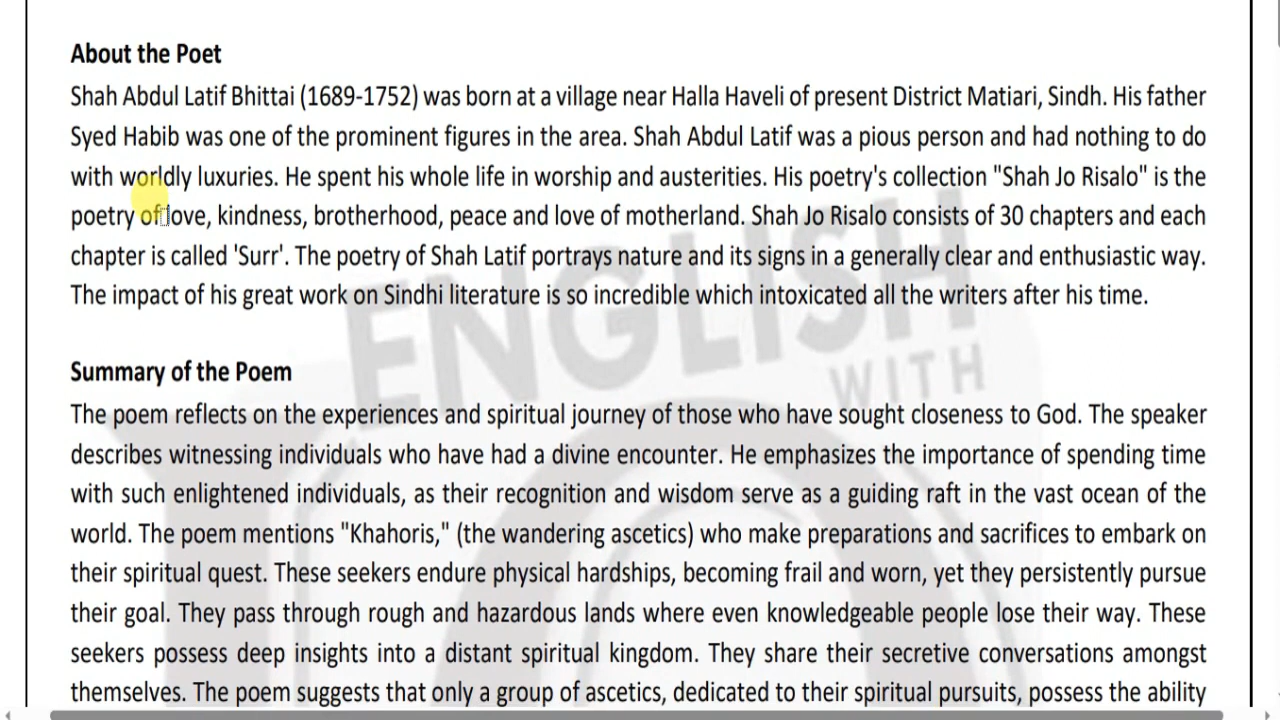 About the Poet
Shah Abdul Latif Bhittai (1689-1752) was born at a village near Halla Haveli of present District Matiari, Sindh. His father
Syed Habib was one of the prominent figures in the area. Shah Abdul Latif was a pious person and had nothing to do
with worldly luxuries. He spent his whole life in worship and austerities. His poetry's collection "Shah Jo Risalo" is the
poetry of love, kindness, brotherhood, peace and love of motherland. Shah Jo Risalo consists of 30 chapters and each
chapter is called 'Surr'. The poetry of Shah Latif portrays nature and its signs in a generally clear and enthusiastic way.
The impact of his great work on Sindhi literature is so incredible which intoxicated all the writers after his time.
ENGLISH
WITH
Summary of the Poem
The poem reflects on the experiences and spiritual journey of those who have sought closeness to God. The speaker
describes witnessing individuals who have had a divine encounter. He emphasizes the importance of spending time
with such enlightened individuals, as their recognition and wisdom serve as a guiding raft in the vast ocean of the
world. The poem mentions "Khahoris," (the wandering ascetics) who make preparations and sacrifices to embark on
their spiritual quest. These seekers endure physical hardships, becoming frail and worn, yet they persistently pursue
their goal. They pass through rough and hazardous lands where even knowledgeable people lose their way. These
seekers possess deep insights into a distant spiritual kingdom. They share their secretive conversations amongst
themselves. The poem suggests that only a group of ascetics, dedicated to their spiritual pursuits, possess the ability